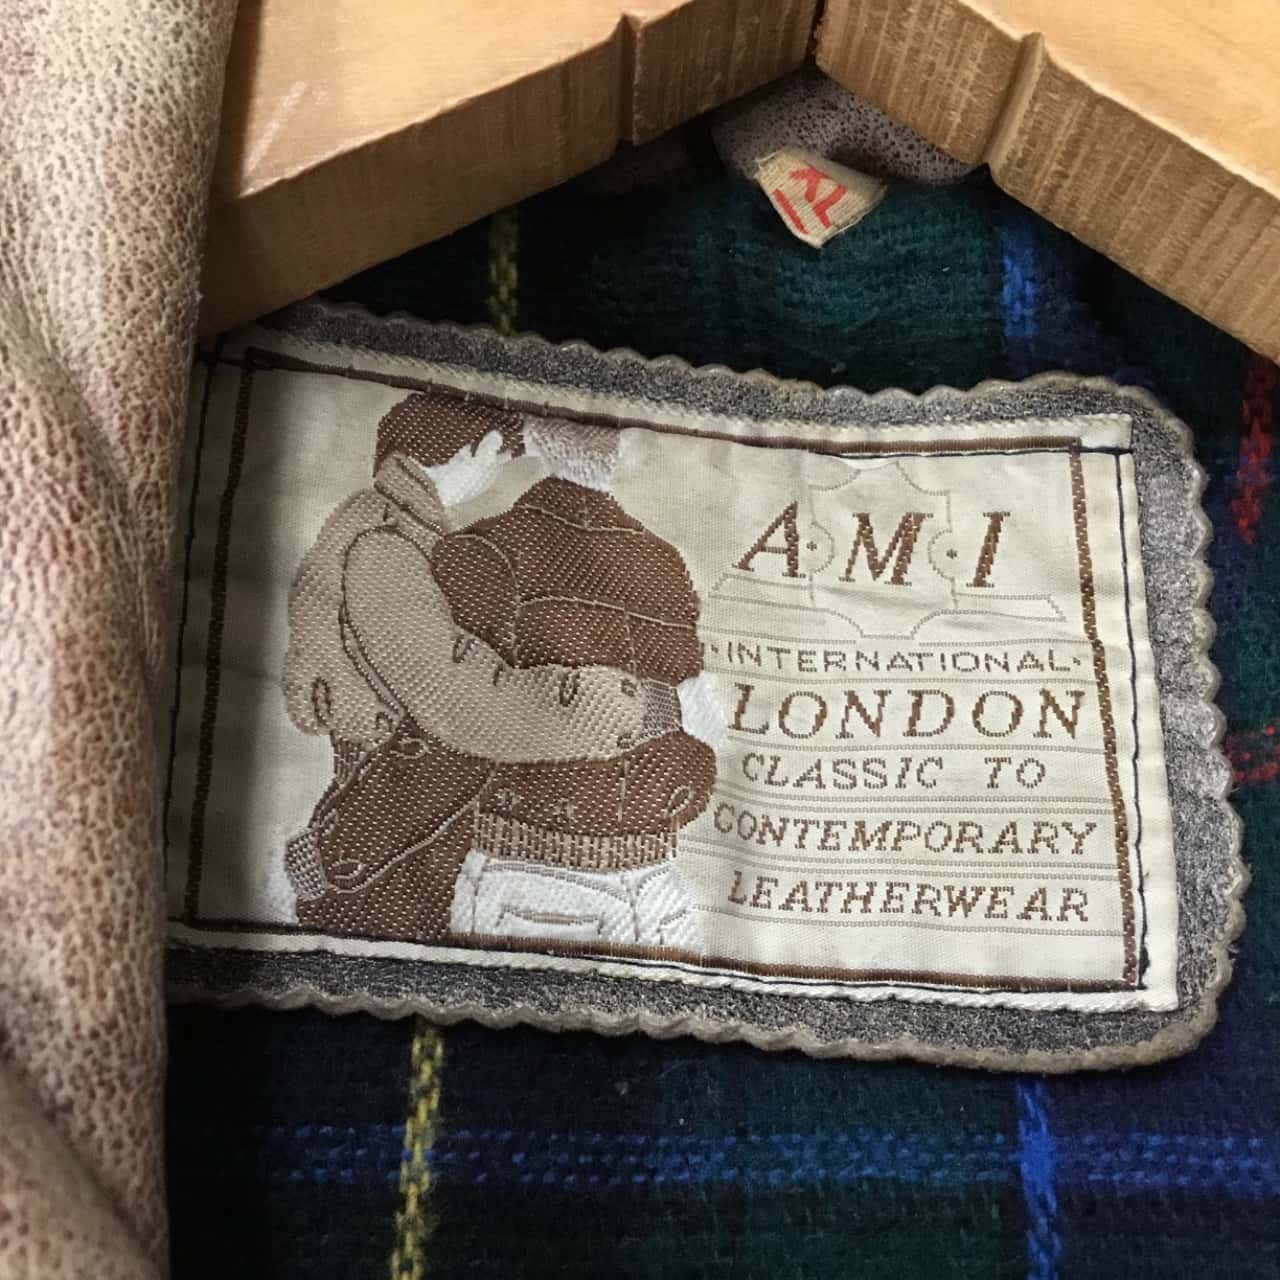 XL
A·M·I
·INTERNATIONAL·
LONDON
CLASSIC TO
CONTEMPORARY
LEATHERWEAR